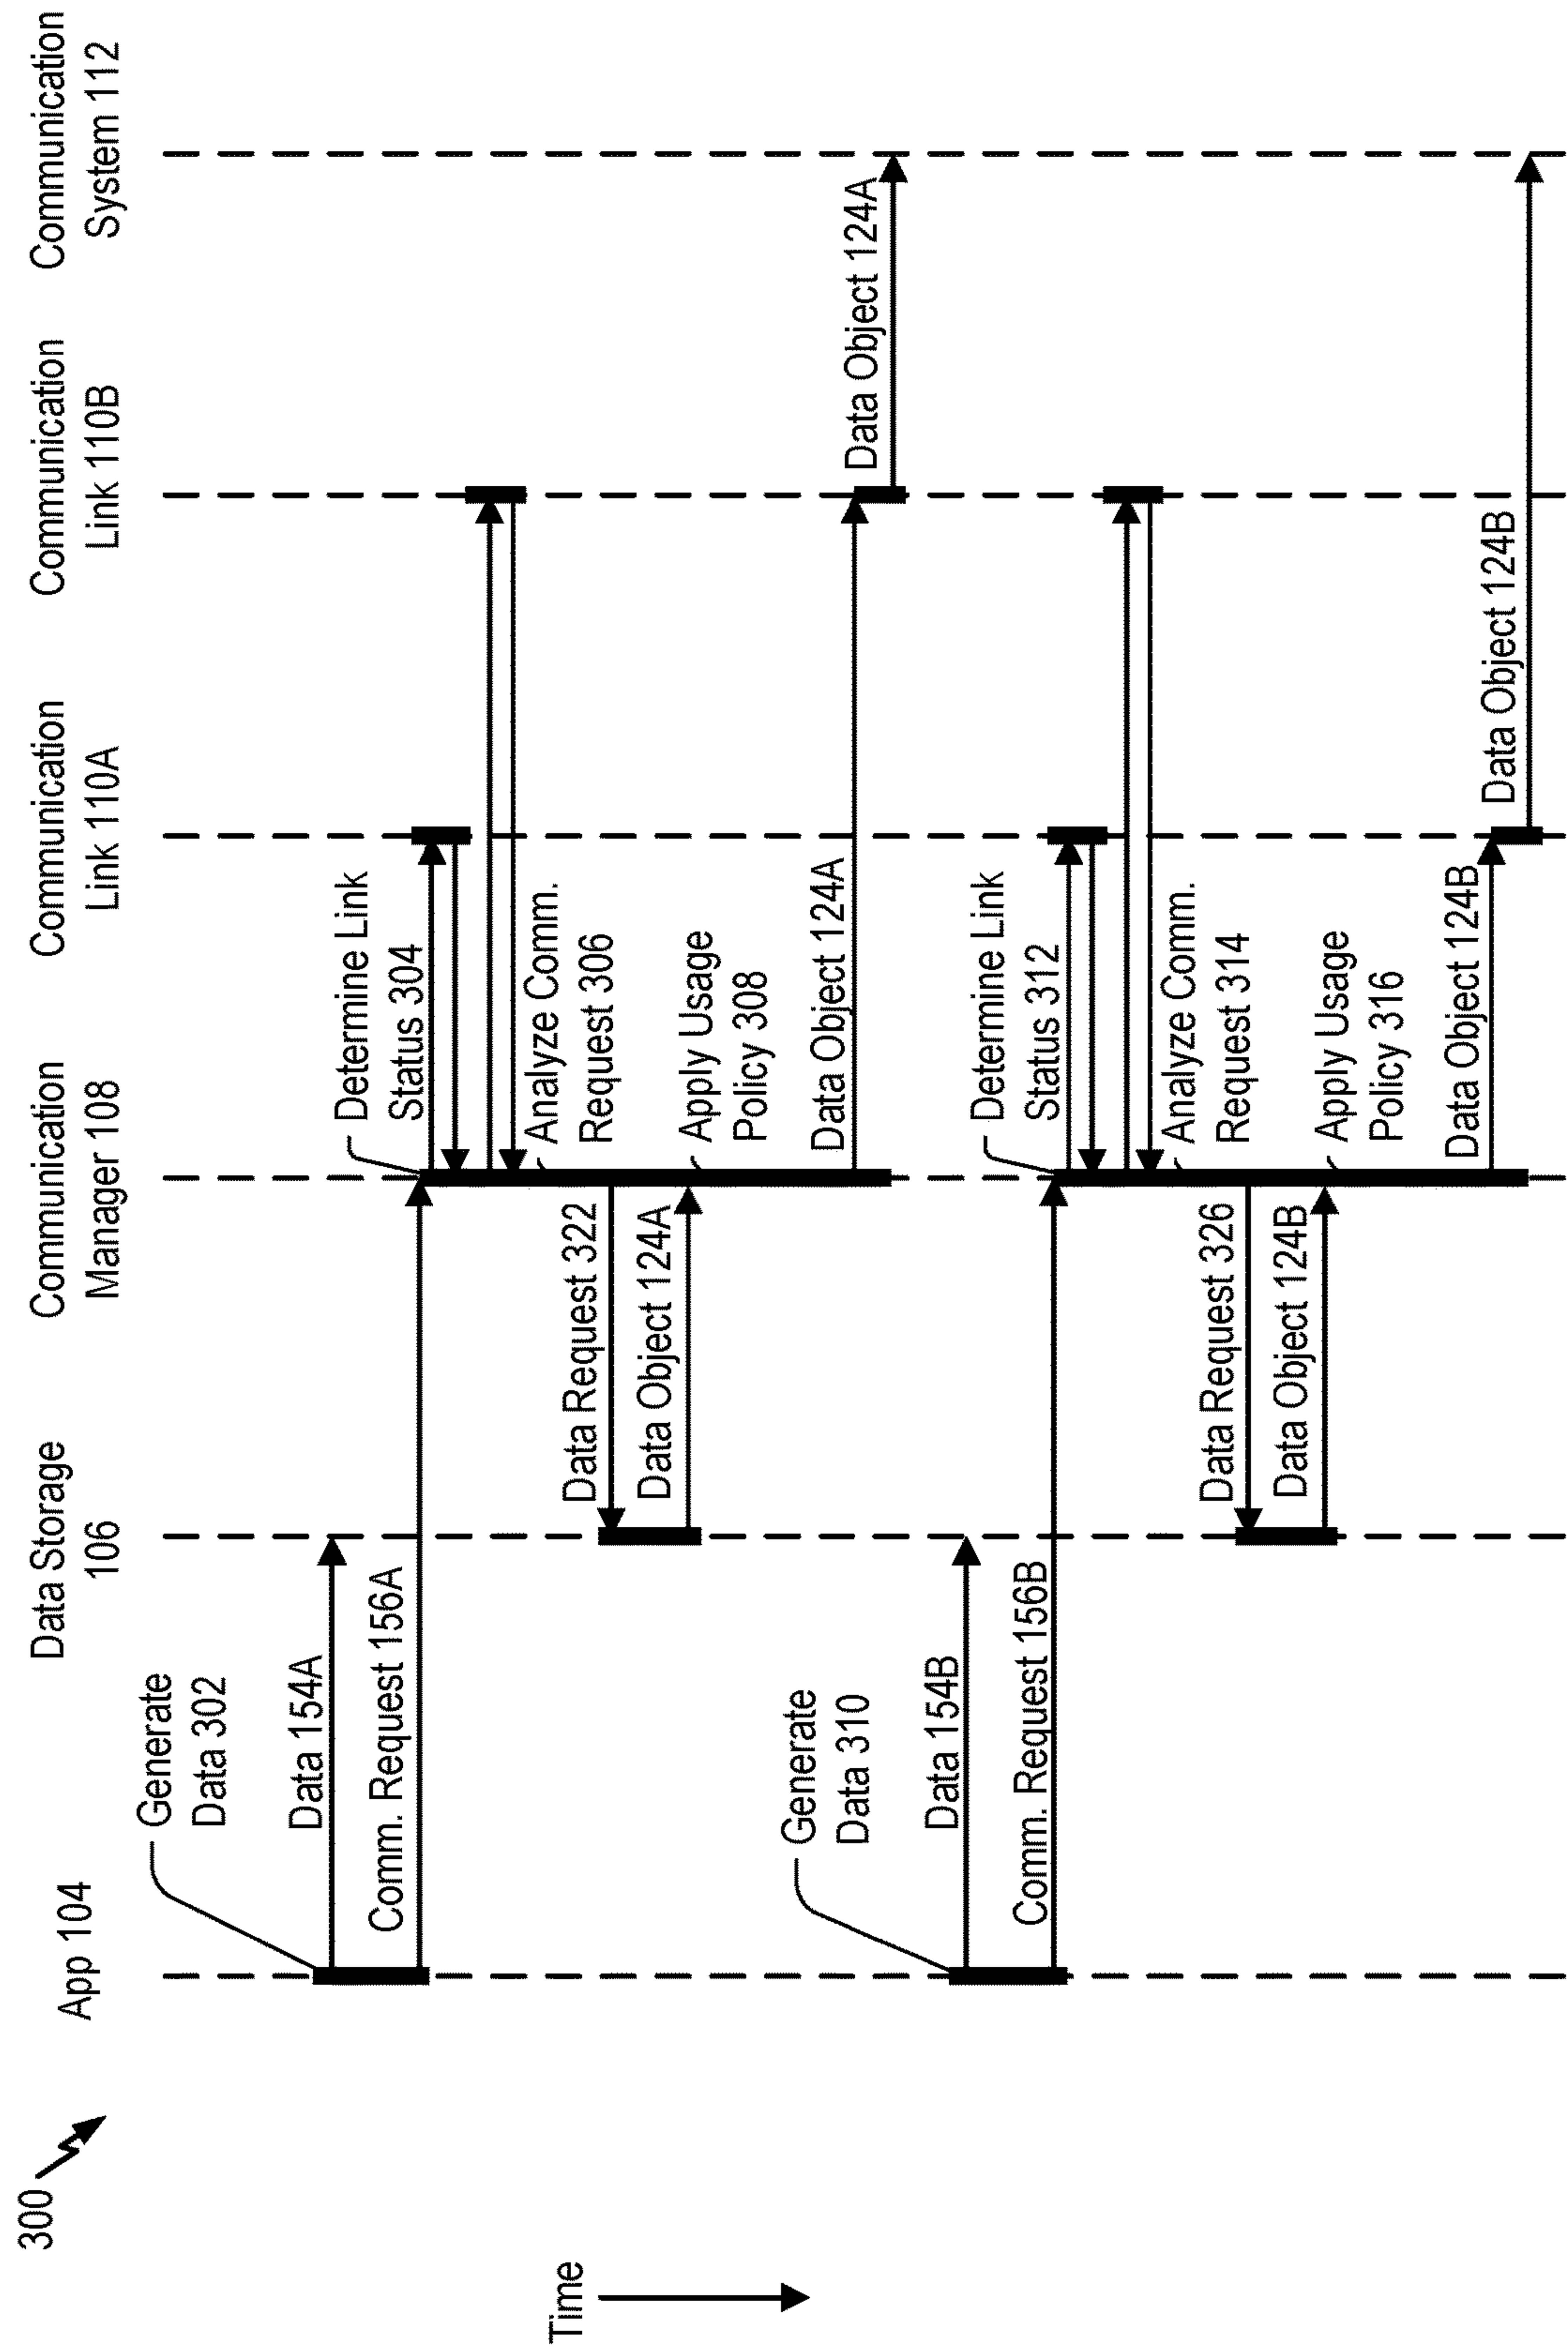 300
App 104
Data Storage
106
Communication
Manager 108
Communication
Link 110A
Communication
Link 110B
Communication
System 112
Time
Generate
Data 302
Data 154A
Comm. Request 156A
Determine Link
Status 304
Analyze Comm.
Request 306
Data Request 322
Data Object 124A
Apply Usage
Policy 308
Data Object 124A
Data Object 124A
Generate
Data 310
Data 154B
Comm. Request 156B
Determine Link
Status 312
Analyze Comm.
Request 314
Data Request 326
Data Object 124B
Apply Usage
Policy 316
Data Object 124B
Data Object 124B